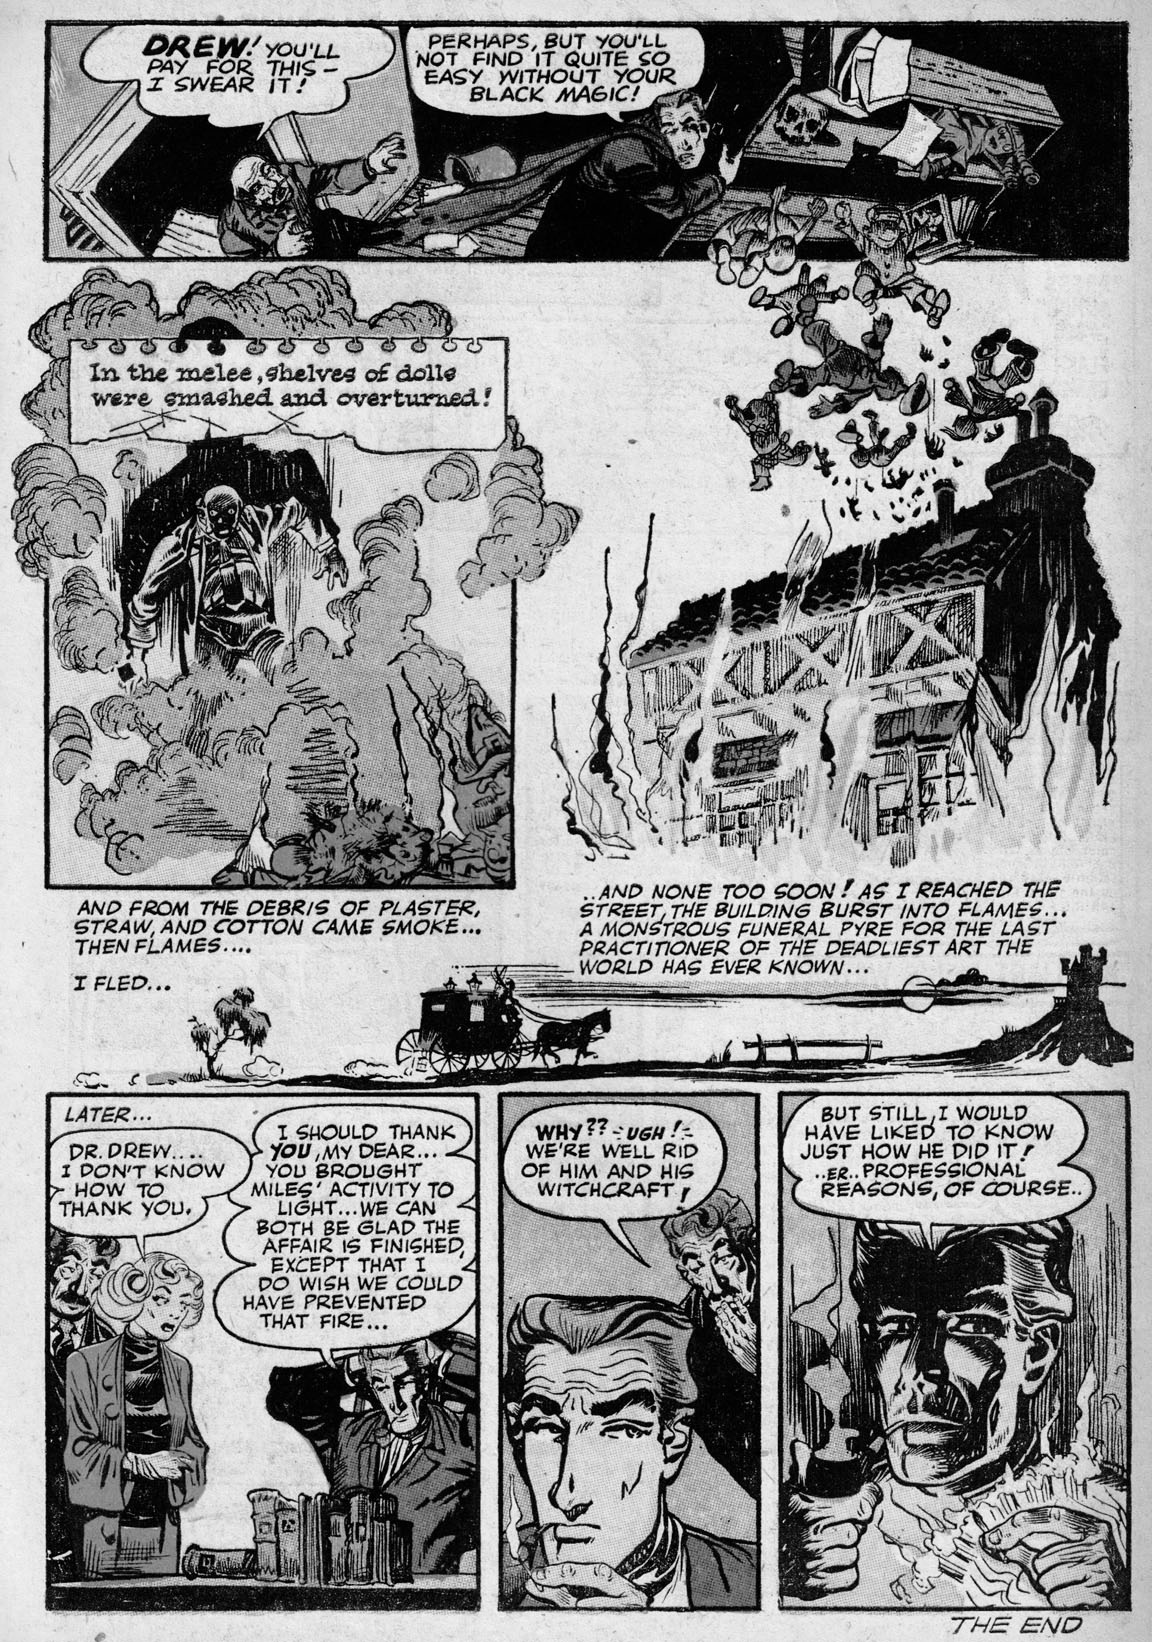 DREW! YOU'LL
PAY FOR THIS –
I SWEAR IT!
PERHAPS, BUT YOU'LL
NOT FIND IT QUITE SO
EASY WITHOUT YOUR
BLACK MAGIC!
In the melee, shelves of dolls
were smashed and overturned!
AND FROM THE DEBRIS OF PLASTER,
STRAW, AND COTTON CAME SMOKE...
THEN FLAMES....
I FLED...
..AND NONE TOO SOON! AS I REACHED THE
STREET, THE BUILDING BURST INTO FLAMES...
A MONSTROUS FUNERAL PYRE FOR THE LAST
PRACTITIONER OF THE DEADLIEST ART THE
WORLD HAS EVER KNOWN...
LATER...
DR. DREW....
I DON'T KNOW
HOW TO
THANK YOU.
I SHOULD THANK
YOU, MY DEAR...
YOU BROUGHT
MILES' ACTIVITY TO
LIGHT...WE CAN
BOTH BE GLAD THE
AFFAIR IS FINISHED,
EXCEPT THAT I
DO WISH WE COULD
HAVE PREVENTED
THAT FIRE...
WHY?? -UGH!-
WE'RE WELL RID
OF HIM AND HIS
WITCHCRAFT!
BUT STILL, I WOULD
HAVE LIKED TO KNOW
JUST HOW HE DID IT!
..ER..PROFESSIONAL
REASONS, OF COURSE..
THE END